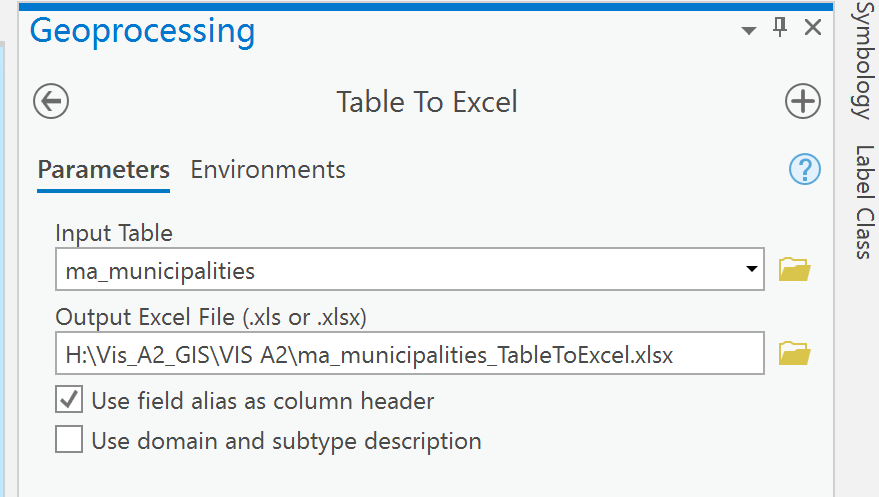 Geoprocessing
Table To Excel
Parameters Environments
?
Input Table
ma_municipalities
Output Excel File (.xls or .xlsx)
H:\Vis_A2_GIS\VIS A2\ma_municipalities_TableToExcel.xlsx
Use field alias as column header
Use domain and subtype description
Symbology
Label Class